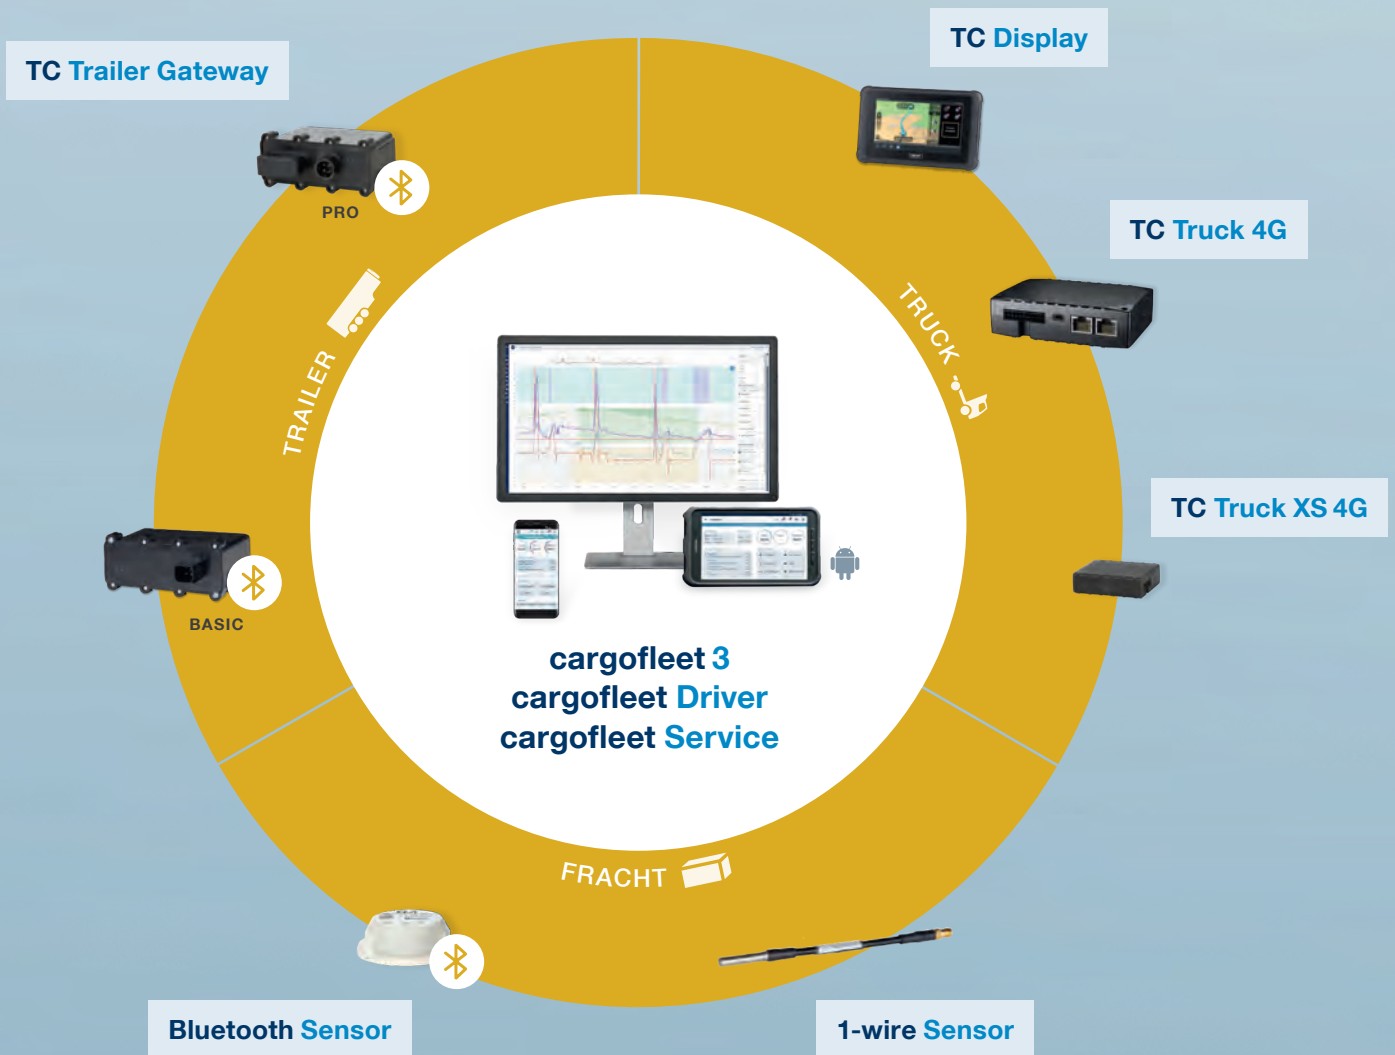 TC Display
TC Trailer Gateway
PRO
TC Truck 4G
TRUCK
TRAILER
TC Truck XS 4G
BASIC
cargofleet 3
cargofleet Driver
cargofleet Service
FRACHT
Bluetooth Sensor
1-wire Sensor